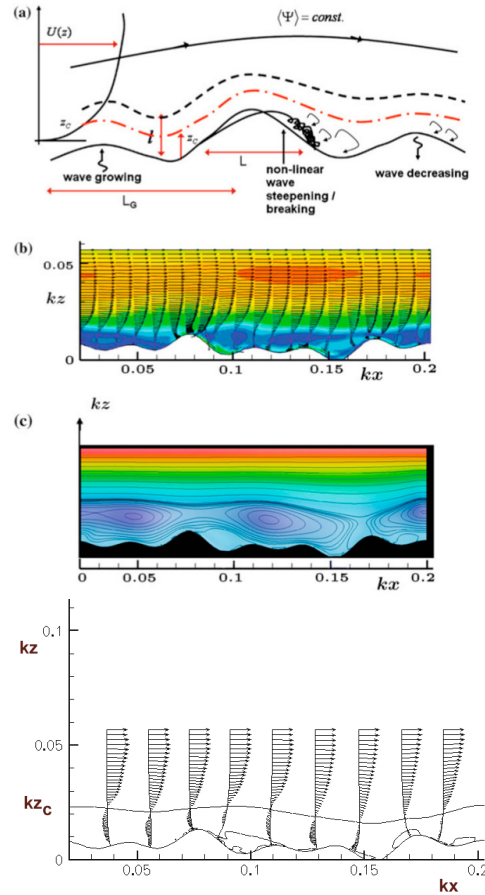 (a)
U(z)
⟨Ψ⟩ = const.
z_c
l
z_c
wave growing
L
non-linear
wave
steepening /
breaking
wave decreasing
L_G
(b)
0.05
kz
0
0.05
0.1
0.15
0.2
kx
kz
(c)
0
0.05
0.1
0.15
0.2
kx
0.1
kz
0.05
kz_c
0
0.05
0.1
0.15
0.2
kx